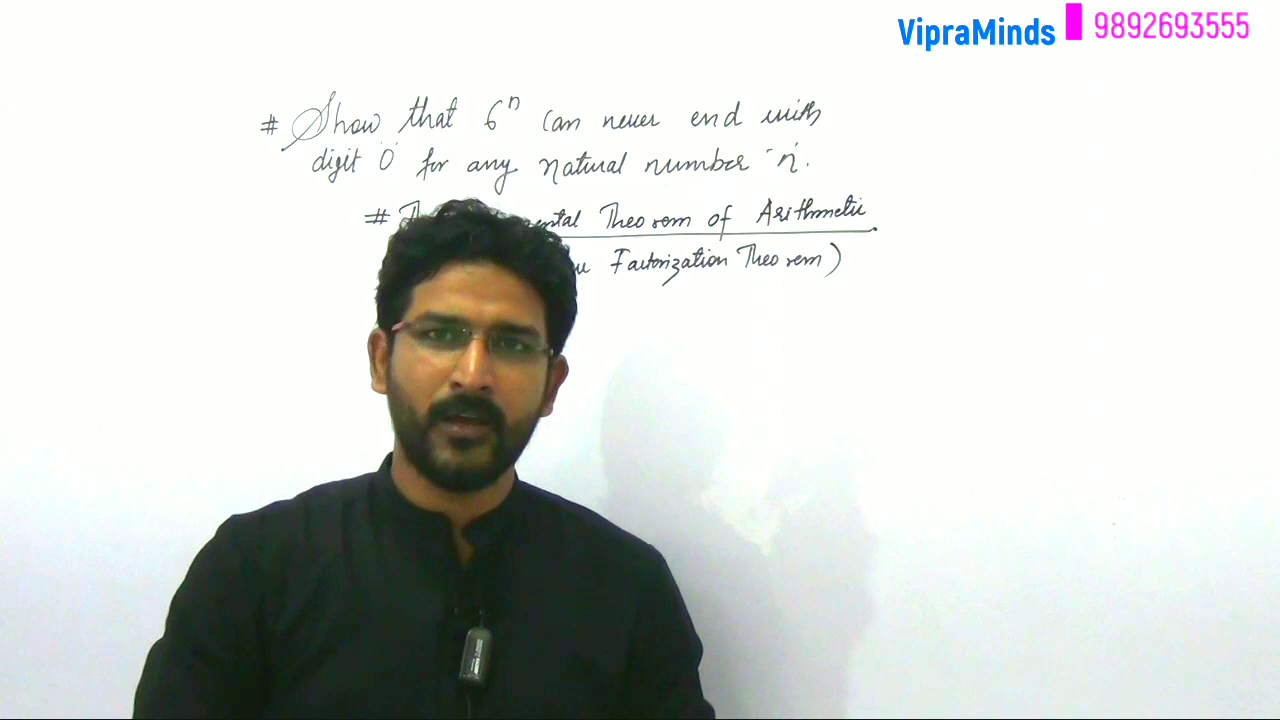 VipraMinds 9892693555
# Show that 6ⁿ can never end with
digit '0' for any natural number 'n'.
# Theorem of Arithmetic
Factorization Theorem)